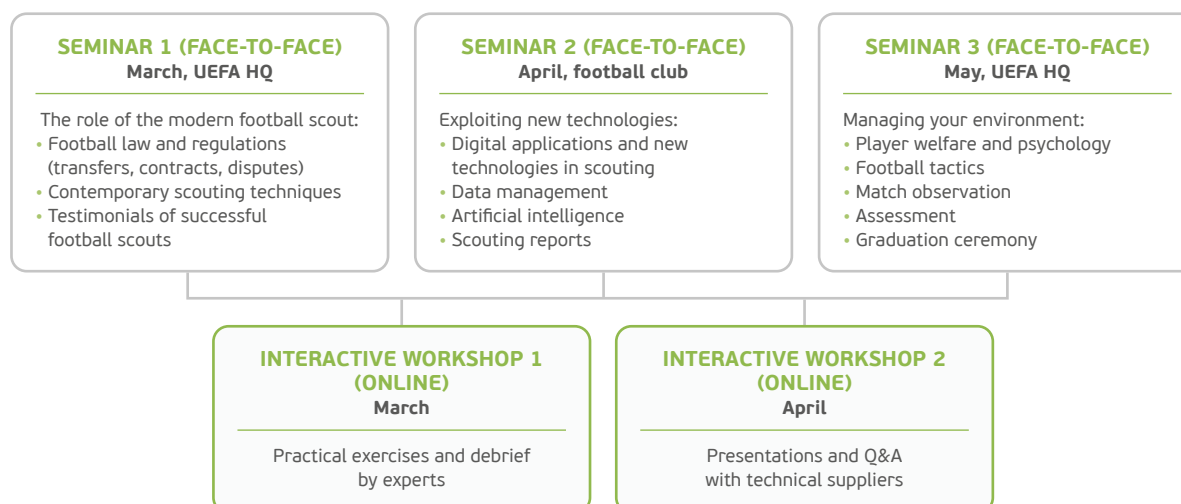 SEMINAR 1 (FACE-TO-FACE)
March, UEFA HQ
The role of the modern football scout:
• Football law and regulations
(transfers, contracts, disputes)
• Contemporary scouting techniques
• Testimonials of successful
football scouts
SEMINAR 2 (FACE-TO-FACE)
April, football club
Exploiting new technologies:
• Digital applications and new
technologies in scouting
• Data management
• Artificial intelligence
• Scouting reports
SEMINAR 3 (FACE-TO-FACE)
May, UEFA HQ
Managing your environment:
• Player welfare and psychology
• Football tactics
• Match observation
• Assessment
• Graduation ceremony
INTERACTIVE WORKSHOP 1
(ONLINE)
March
Practical exercises and debrief
by experts
INTERACTIVE WORKSHOP 2
(ONLINE)
April
Presentations and Q&A
with technical suppliers